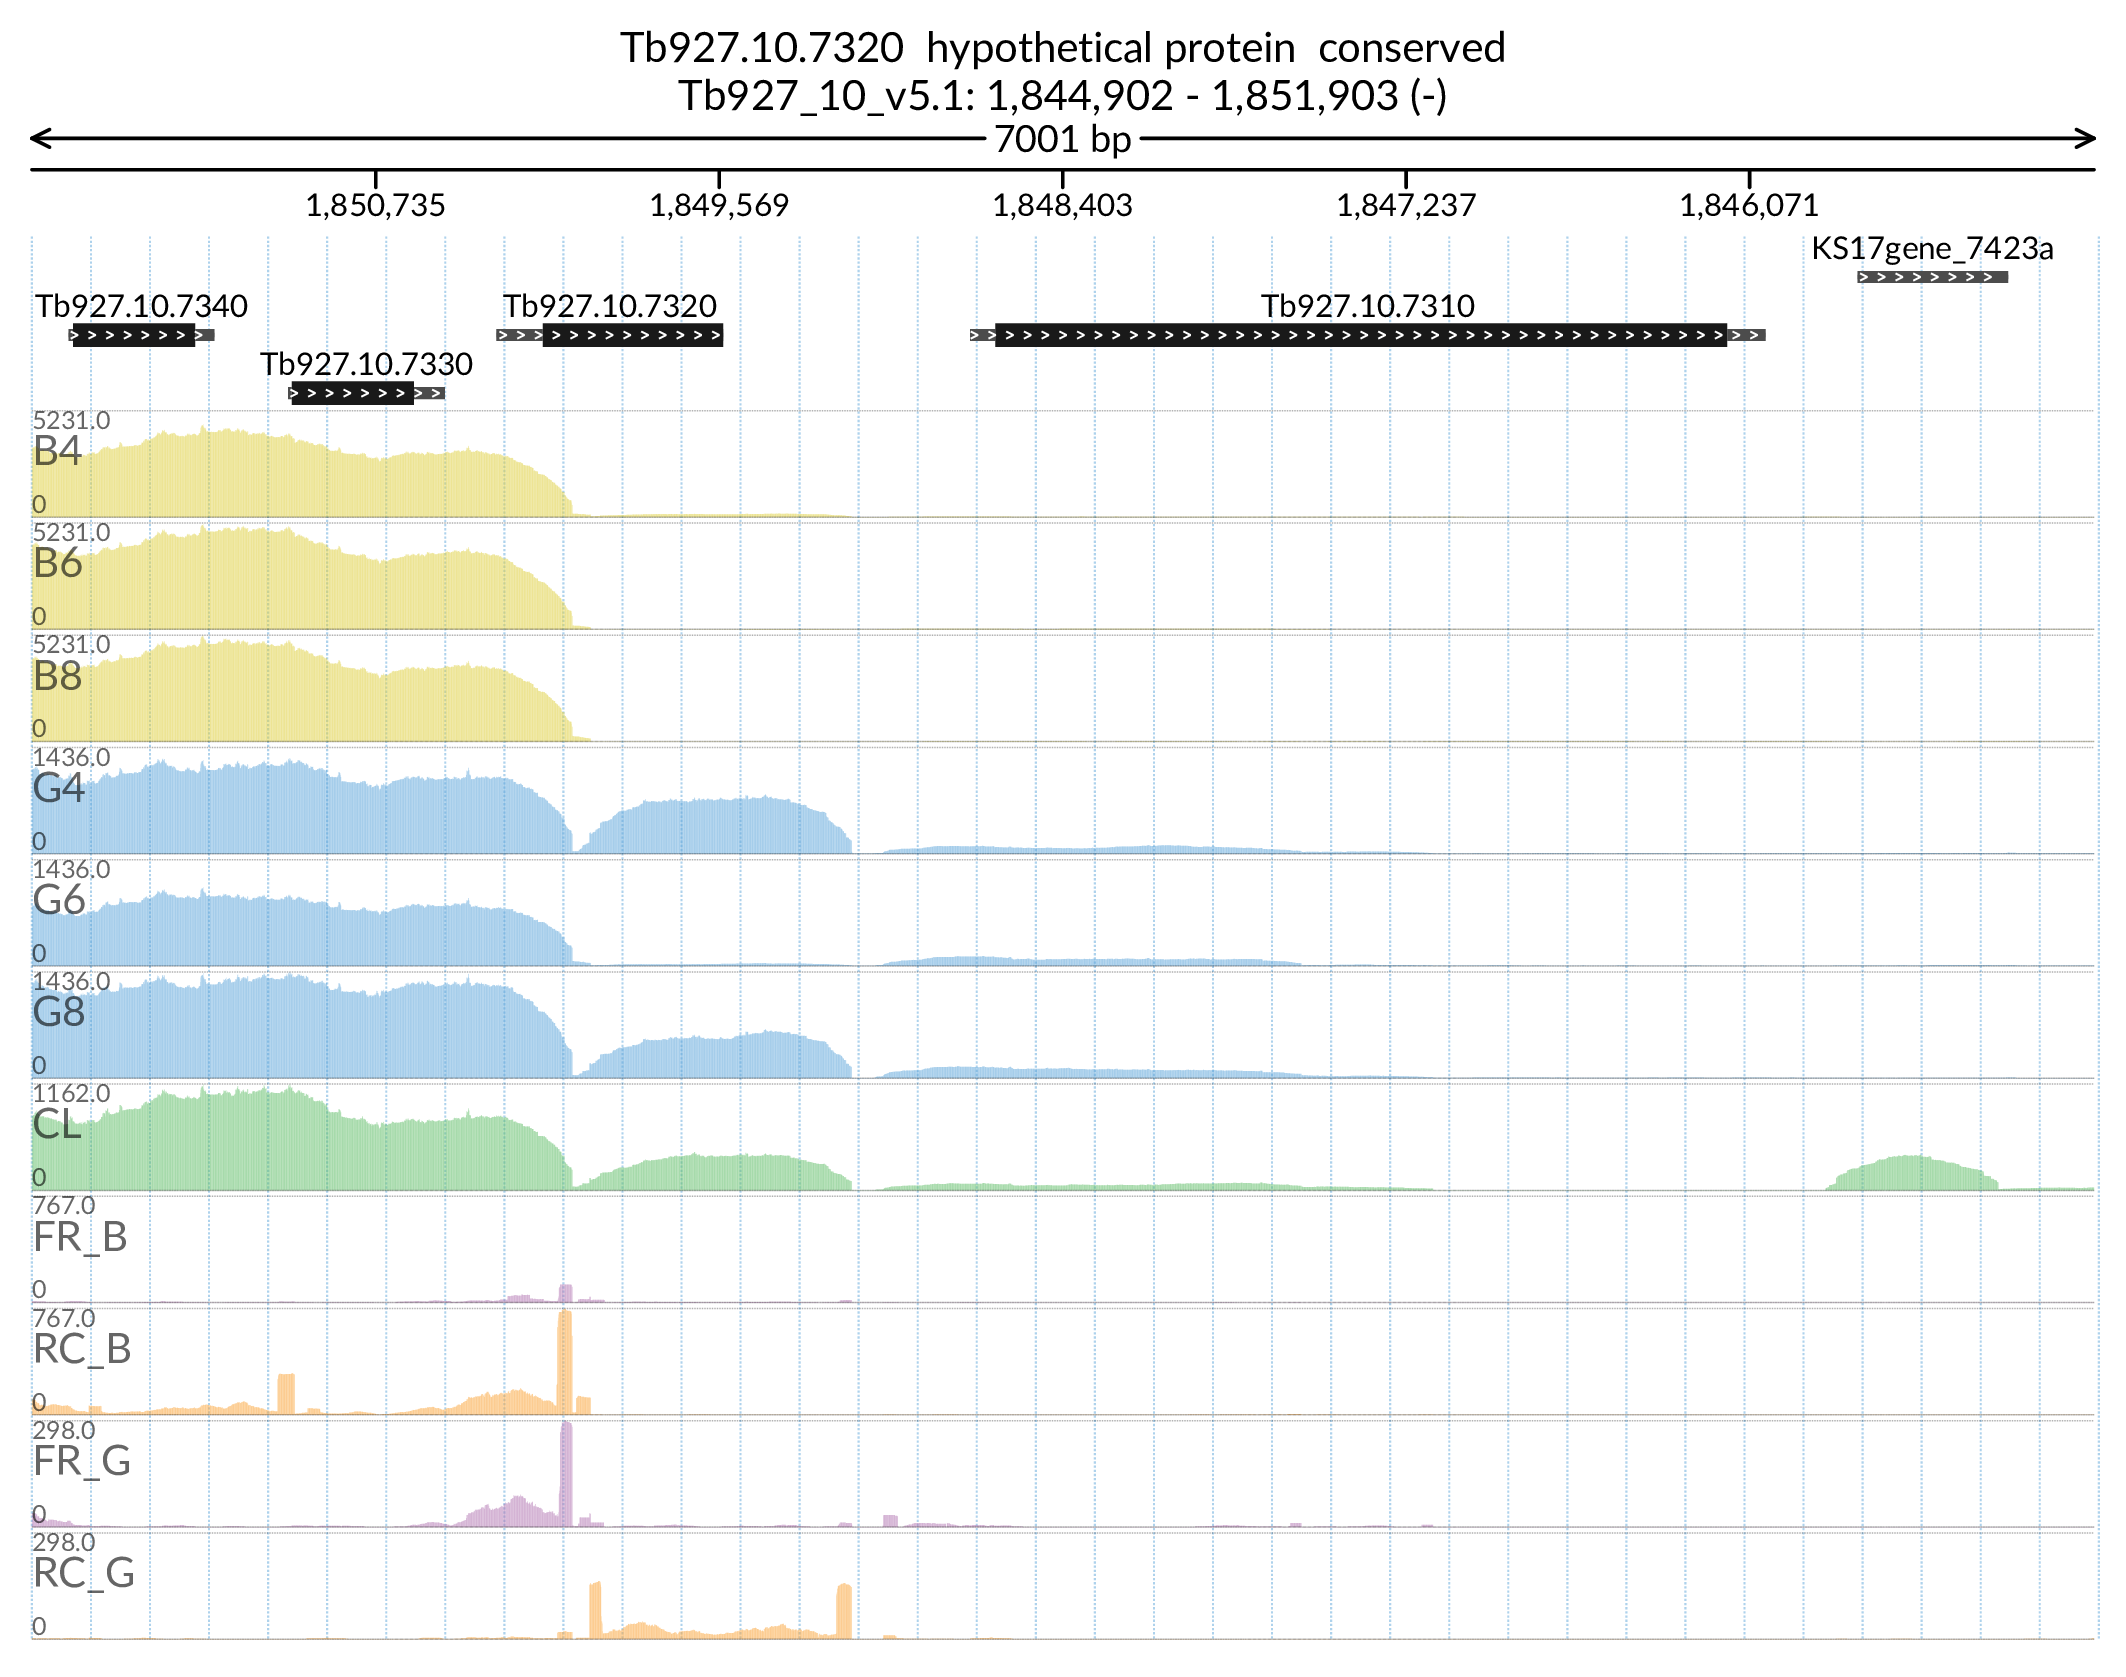 Tb927.10.7320 hypothetical protein conserved
Tb927_10_v5.1: 1,844,902 - 1,851,903 (-)
7001 bp
1,850,735 1,849,569 1,848,403 1,847,237 1,846,071
KS17gene_7423a
Tb927.10.7340 Tb927.10.7320 Tb927.10.7310
Tb927.10.7330
5231.0
B4
0
5231.0
B6
0
5231.0
B8
0
1436.0
G4
0
1436.0
G6
0
1436.0
G8
0
1162.0
CL
0
767.0
FR_B
0
767.0
RC_B
0
298.0
FR_G
0
298.0
RC_G
0